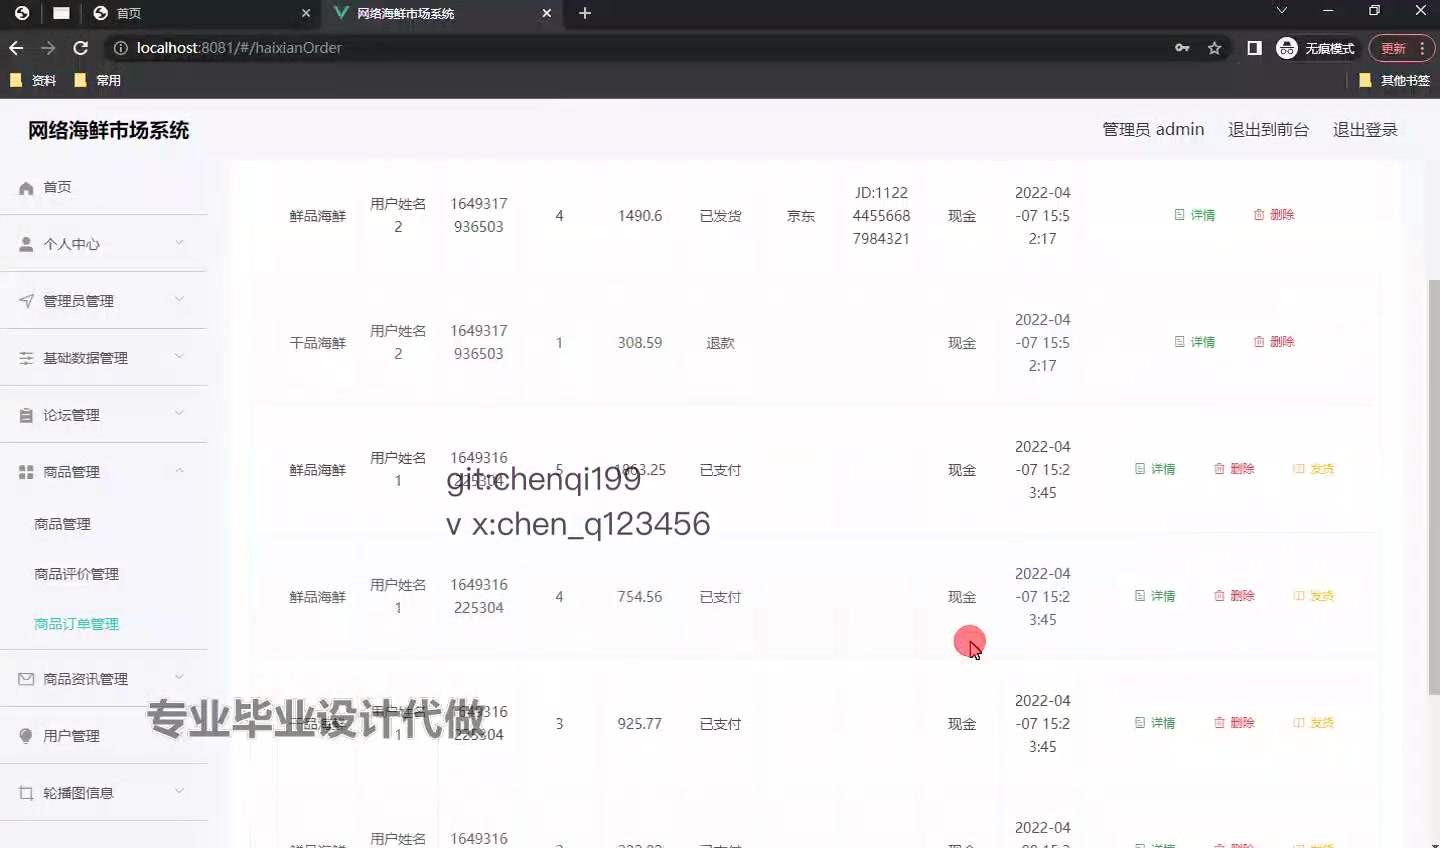 首页
网络海鲜市场系统
localhost:8081/#/haixianOrder
无痕模式
更新
资料
常用
其他书签
网络海鲜市场系统
管理员 admin
退出到前台
退出登录
首页
个人中心
管理员管理
基础数据管理
论坛管理
商品管理
商品管理
商品评价管理
商品订单管理
商品资讯管理
用户管理
轮播图信息
鲜品海鲜 用户姓名2 1649317936503 4 1490.6 已发货 京东 JD:112244556687984321 现金 2022-04-07 15:52:17 详情 删除
干品海鲜 用户姓名2 1649317936503 1 308.59 退款 现金 2022-04-07 15:52:17 详情 删除
鲜品海鲜 用户姓名1 1649316225304 5 1863.25 已支付 现金 2022-04-07 15:23:45 详情 删除 发货
git:chenqi199
v x:chen_q123456
鲜品海鲜 用户姓名1 1649316225304 4 754.56 已支付 现金 2022-04-07 15:23:45 详情 删除 发货
干品海鲜 用户姓名1 1649316225304 3 925.77 已支付 现金 2022-04-07 15:23:45 详情 删除 发货
专业毕业设计代做
用户姓名 1649316 2022-04